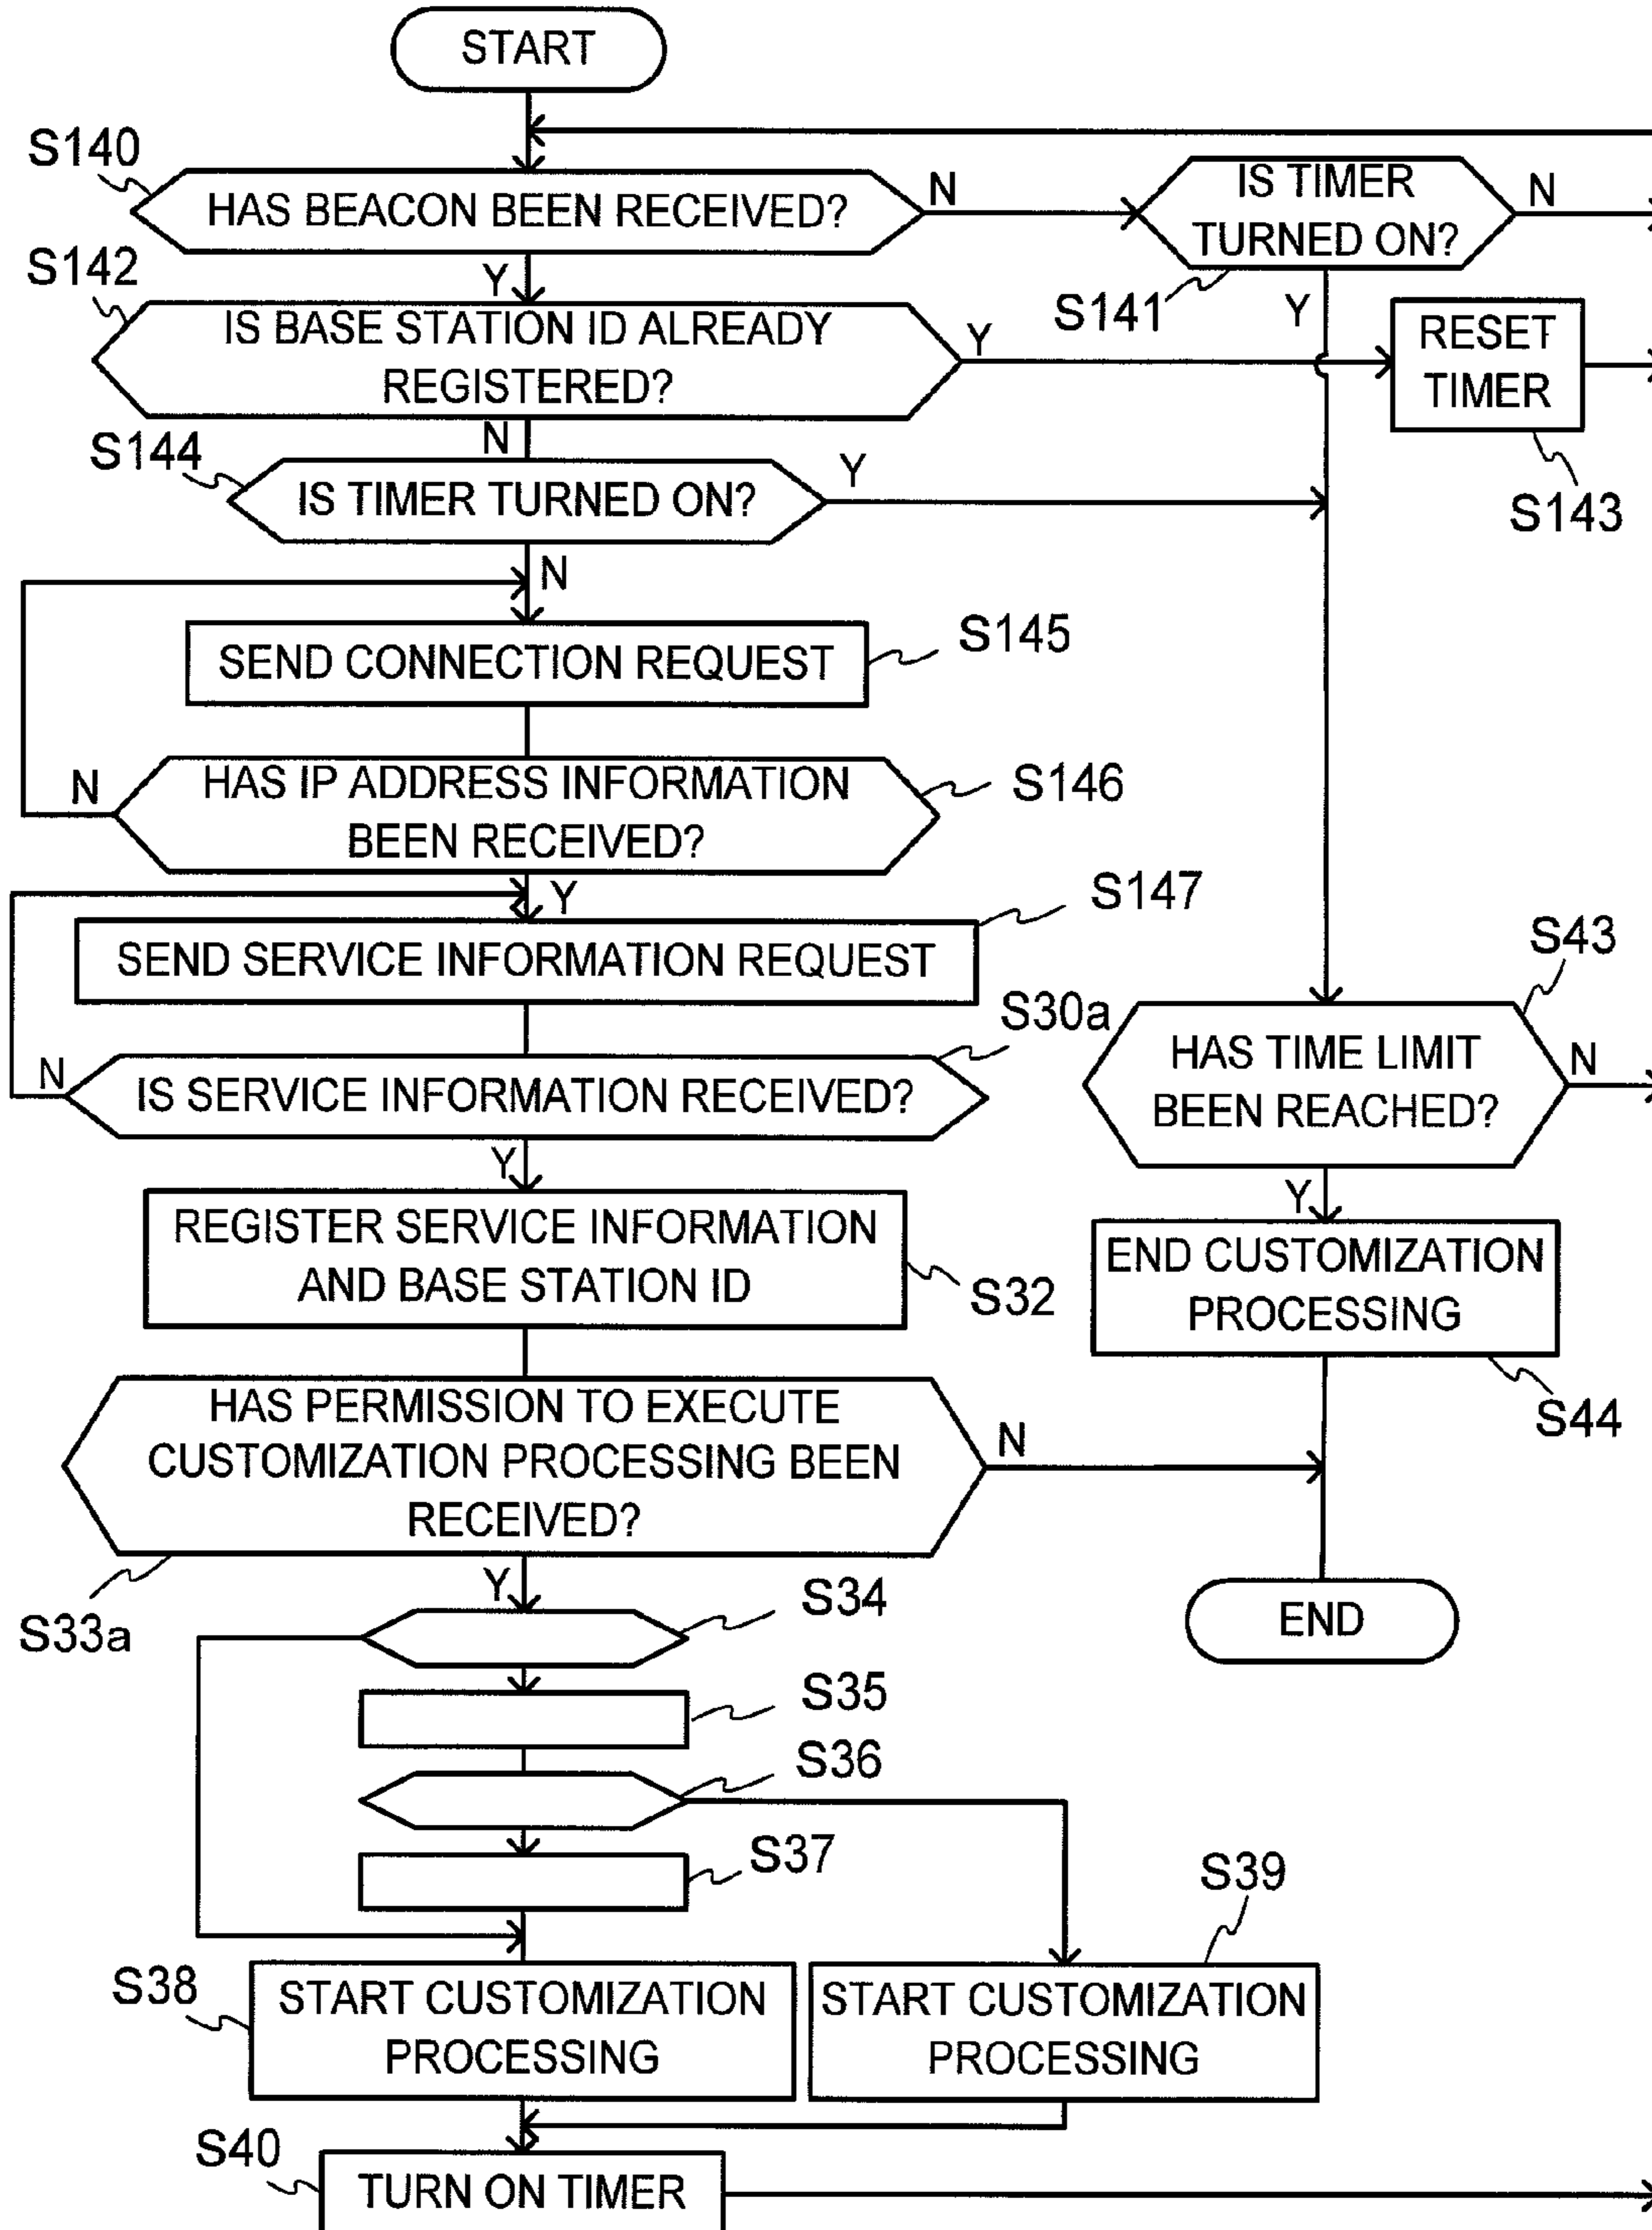 START
S140
HAS BEACON BEEN RECEIVED?
N
IS TIMER
TURNED ON?
N
S141
Y
Y
S142
IS BASE STATION ID ALREADY
REGISTERED?
Y
RESET
TIMER
S143
N
S144
IS TIMER TURNED ON?
Y
N
SEND CONNECTION REQUEST
S145
HAS IP ADDRESS INFORMATION
BEEN RECEIVED?
S146
N
Y
SEND SERVICE INFORMATION REQUEST
S147
IS SERVICE INFORMATION RECEIVED?
S30a
N
Y
HAS TIME LIMIT
BEEN REACHED?
S43
N
Y
REGISTER SERVICE INFORMATION
AND BASE STATION ID
S32
END CUSTOMIZATION
PROCESSING
S44
HAS PERMISSION TO EXECUTE
CUSTOMIZATION PROCESSING BEEN
RECEIVED?
N
S33a
Y
END
S34
S35
S36
S37
S38
START CUSTOMIZATION
PROCESSING
S39
START CUSTOMIZATION
PROCESSING
S40
TURN ON TIMER